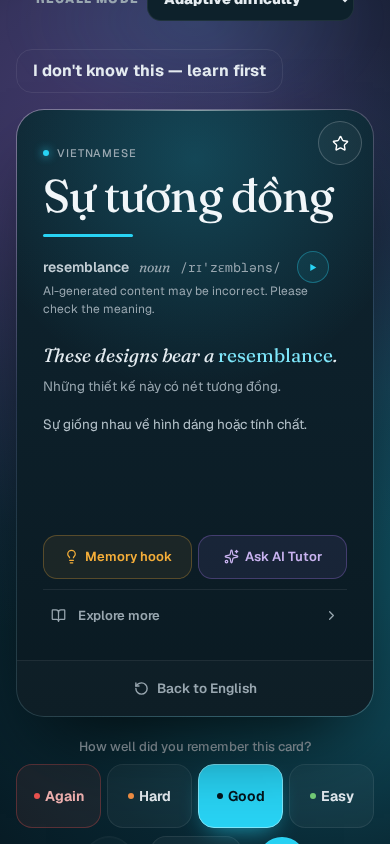 Adaptive difficulty
I don't know this — learn first
VIETNAMESE
Sự tương đồng
resemblance noun /rɪˈzɛmbləns/
AI-generated content may be incorrect. Please
check the meaning.
These designs bear a resemblance.
Những thiết kế này có nét tương đồng.
Sự giống nhau về hình dáng hoặc tính chất.
Memory hook
Ask AI Tutor
Explore more
Back to English
How well did you remember this card?
Again
Hard
Good
Easy